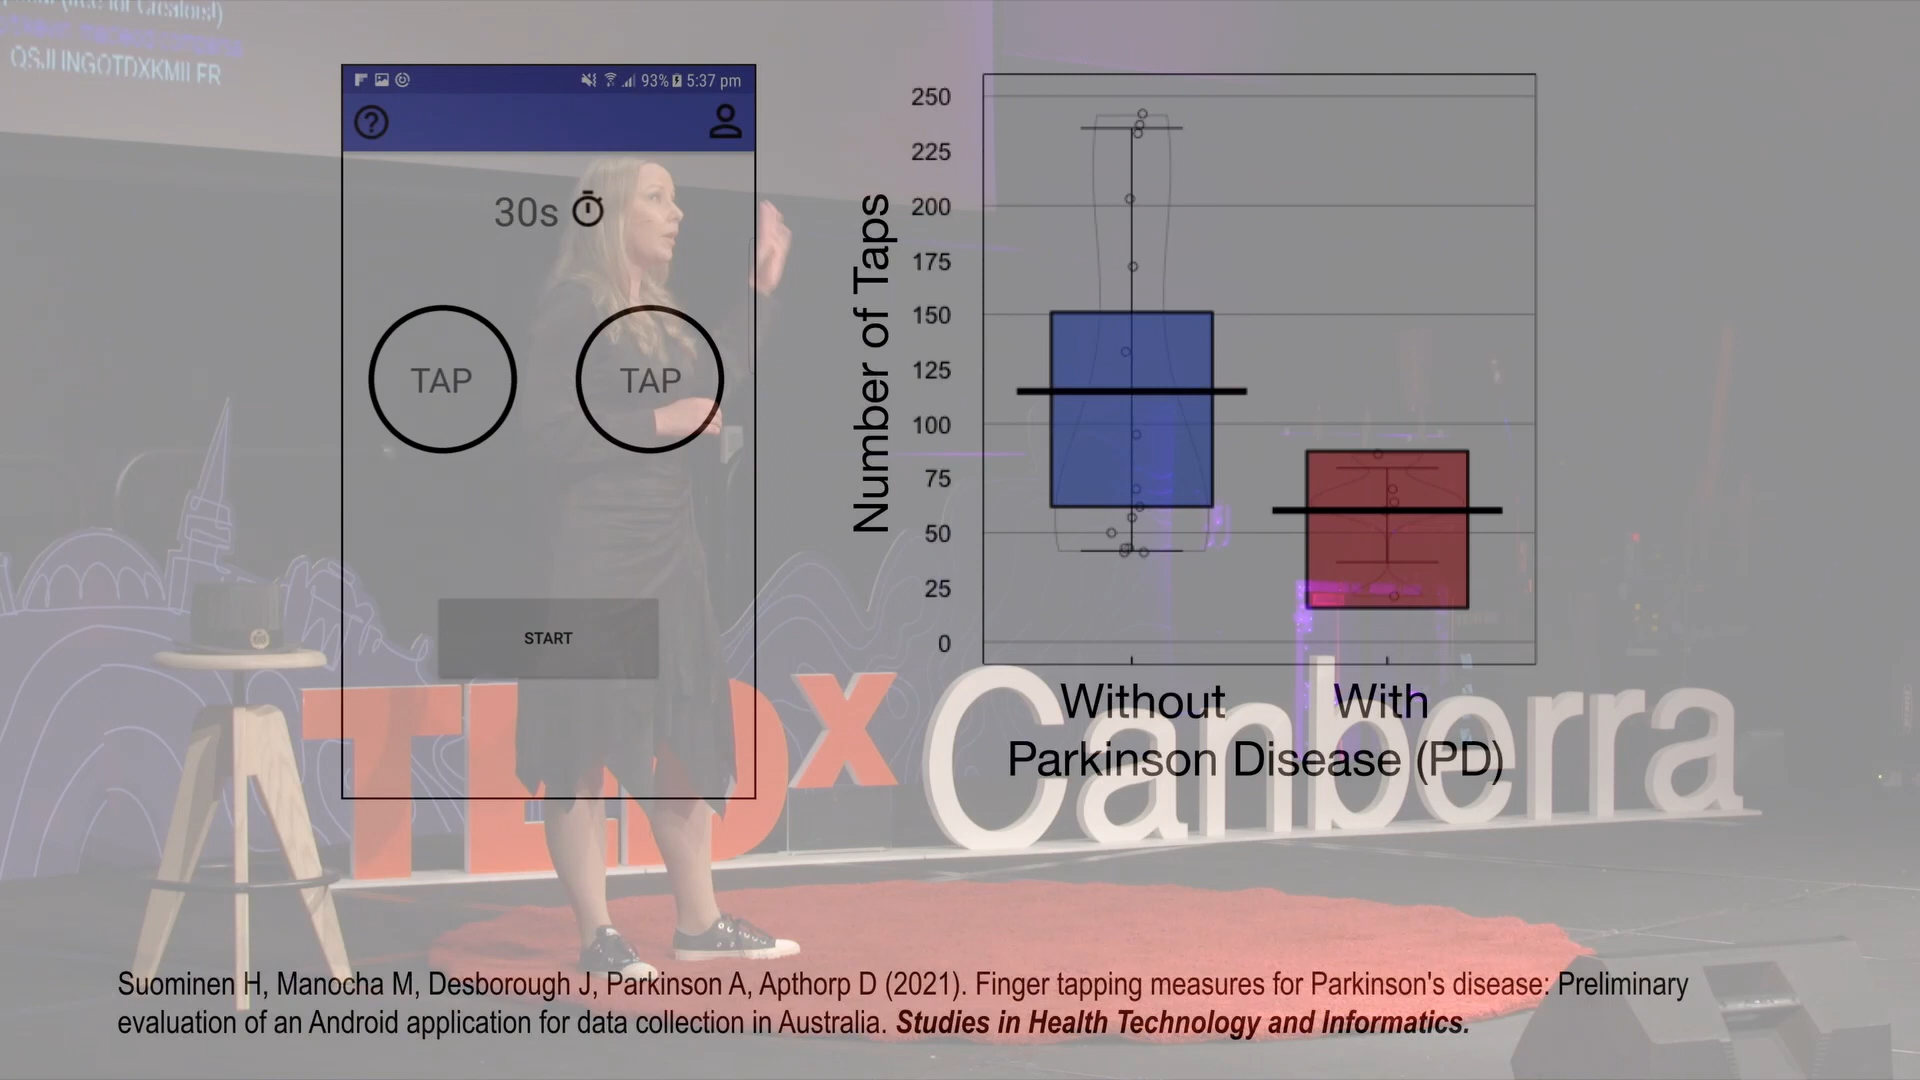 QSJLINGOTDXKMILFR
93% 5:37 pm
30s
TAP TAP
START
Number of Taps
250
225
200
175
150
125
100
75
50
25
0
Without With
Parkinson Disease (PD)
TEDxCanberra
Suominen H, Manocha M, Desborough J, Parkinson A, Apthorp D (2021). Finger tapping measures for Parkinson's disease: Preliminary
evaluation of an Android application for data collection in Australia. Studies in Health Technology and Informatics.